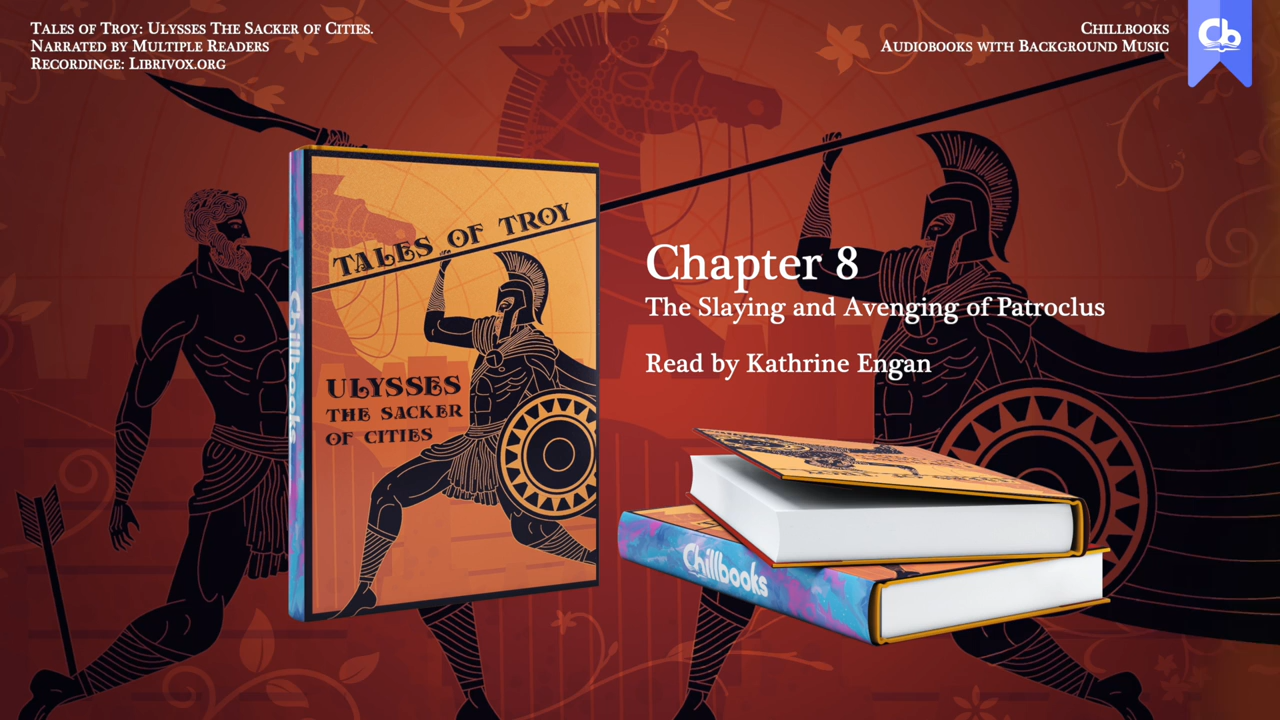 Tales of Troy: Ulysses The Sacker of Cities.
Narrated by Multiple Readers
Recordinge: Librivox.org
Chillbooks
Audiobooks with Background Music
Cb
TALES OF TROY
ULYSSES
THE SACKER
OF CITIES
Chillbooks
Chapter 8
The Slaying and Avenging of Patroclus
Read by Kathrine Engan
Chillbooks